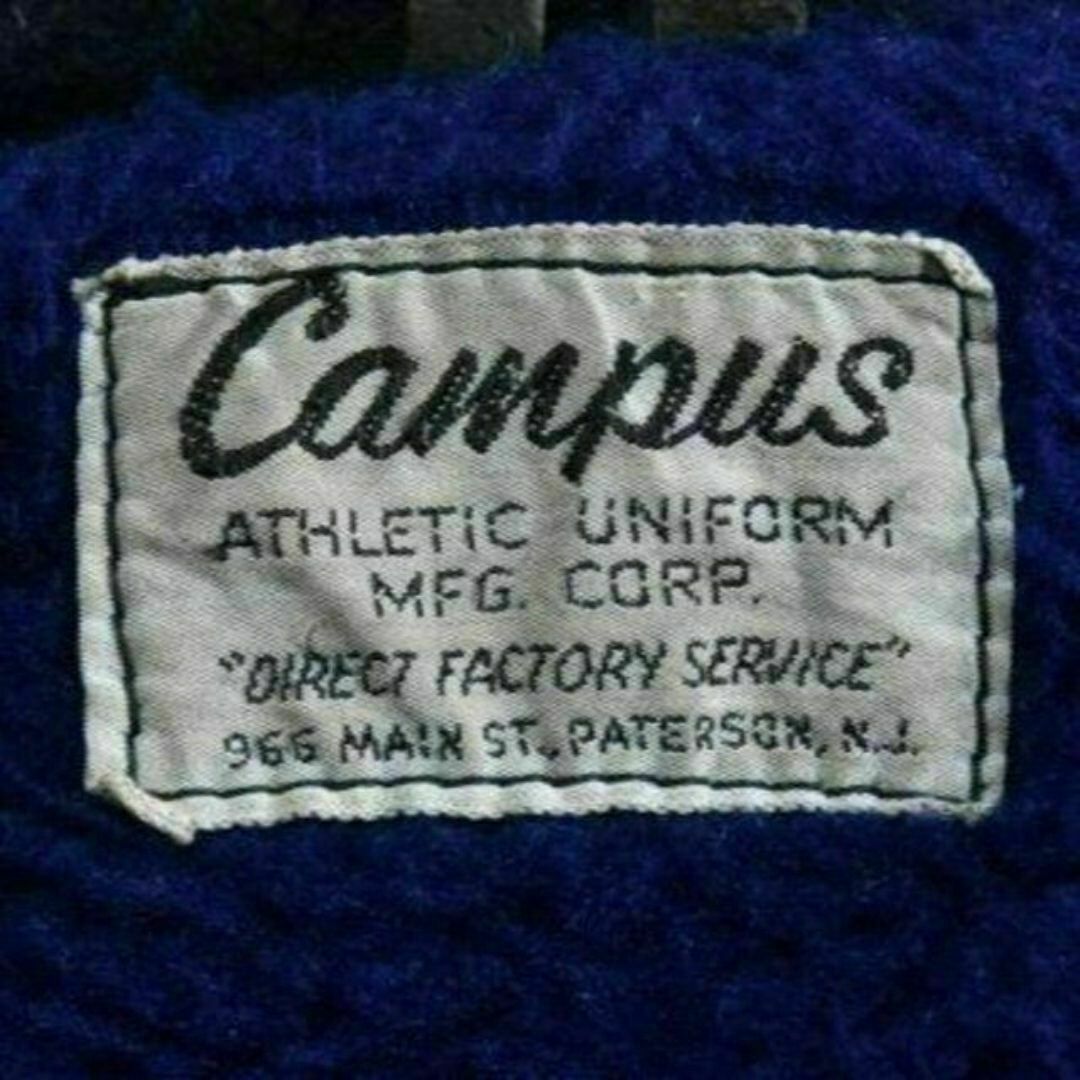 Campus
ATHLETIC UNIFORM
MFG. CORP.
"DIRECT FACTORY SERVICE"
966 MAIN ST., PATERSON, N.J.